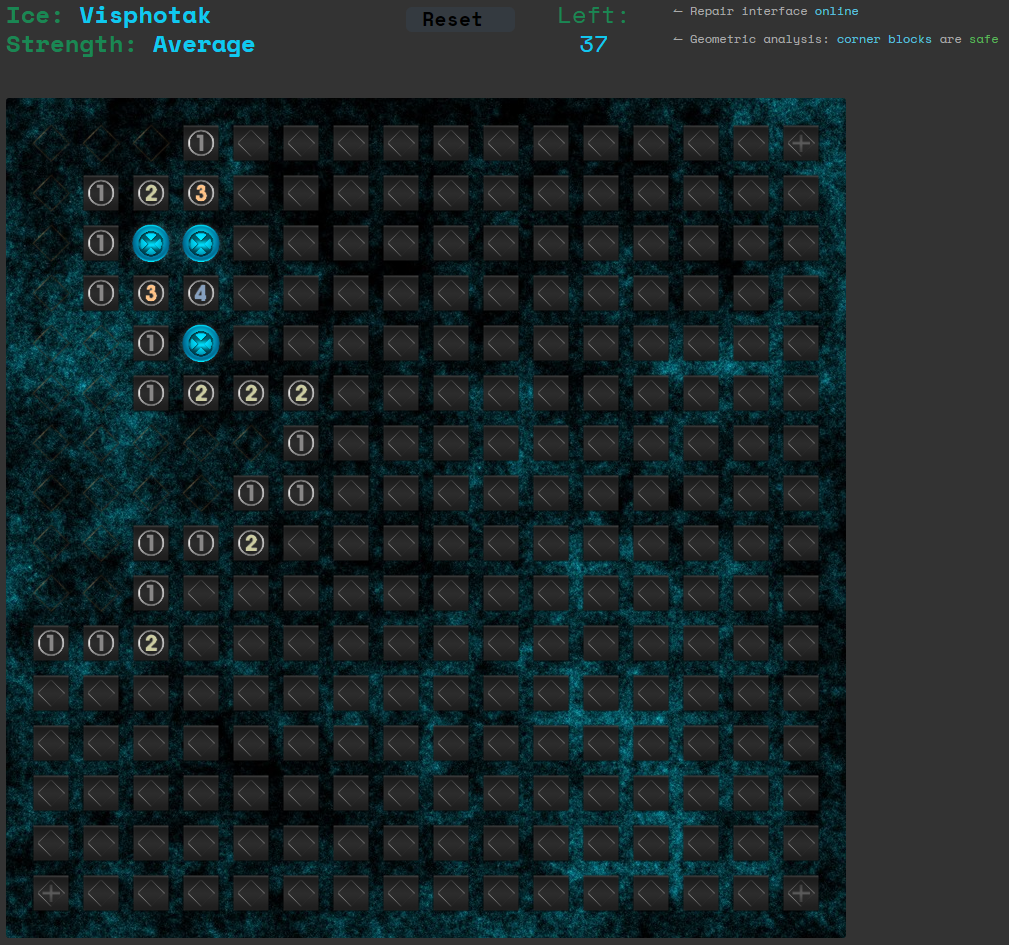 Ice: Visphotak
Strength: Average
Reset
Left:
37
← Repair interface online
← Geometric analysis: corner blocks are safe
1
1 2 3
1
1 3 4
1
1 2 2 2
1
1 1
1 1 2
1
1 1 2